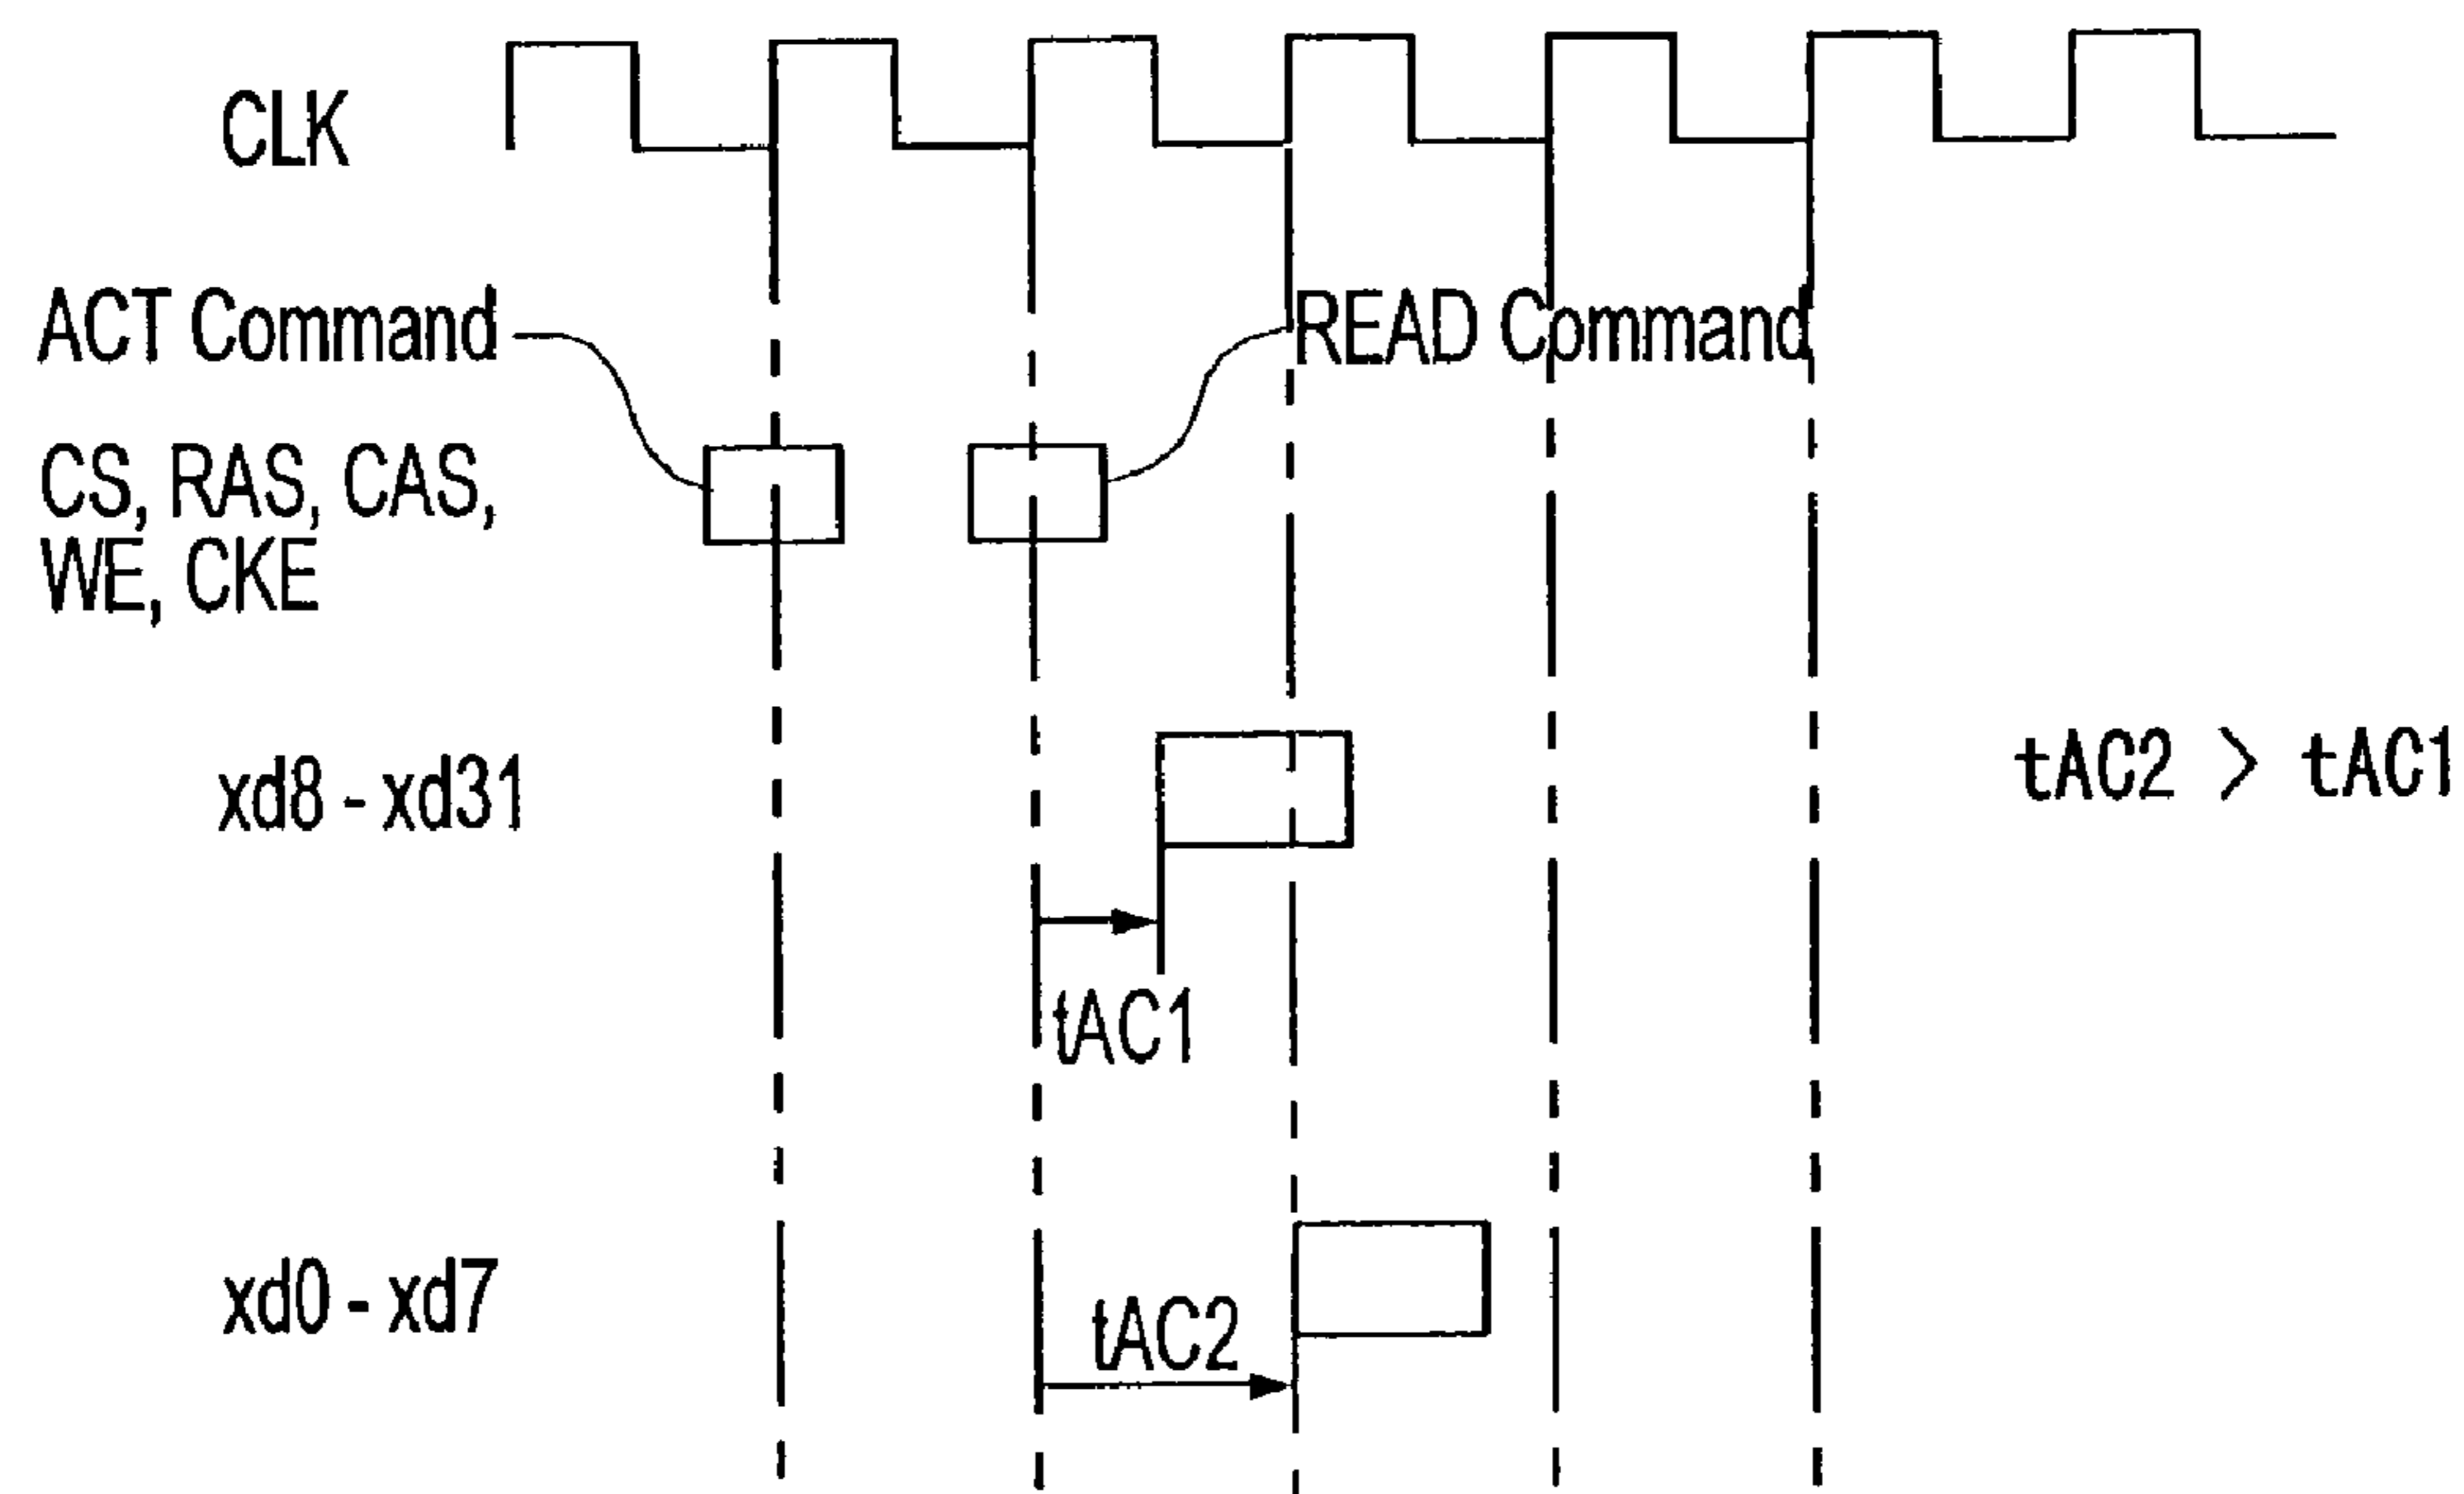 CLK
ACT Command
READ Command
CS, RAS, CAS,
WE, CKE
xd8 - xd31
tAC2 > tAC1
tAC1
xd0 - xd7
tAC2